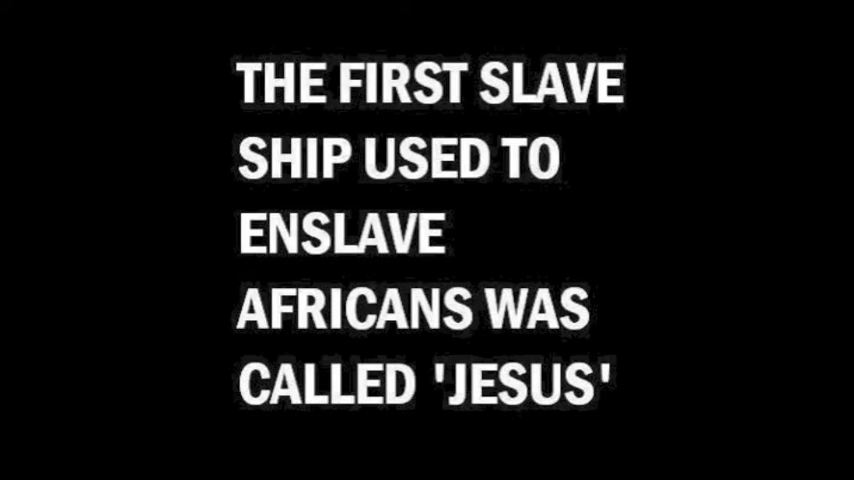 THE FIRST SLAVE
SHIP USED TO
ENSLAVE
AFRICANS WAS
CALLED 'JESUS'